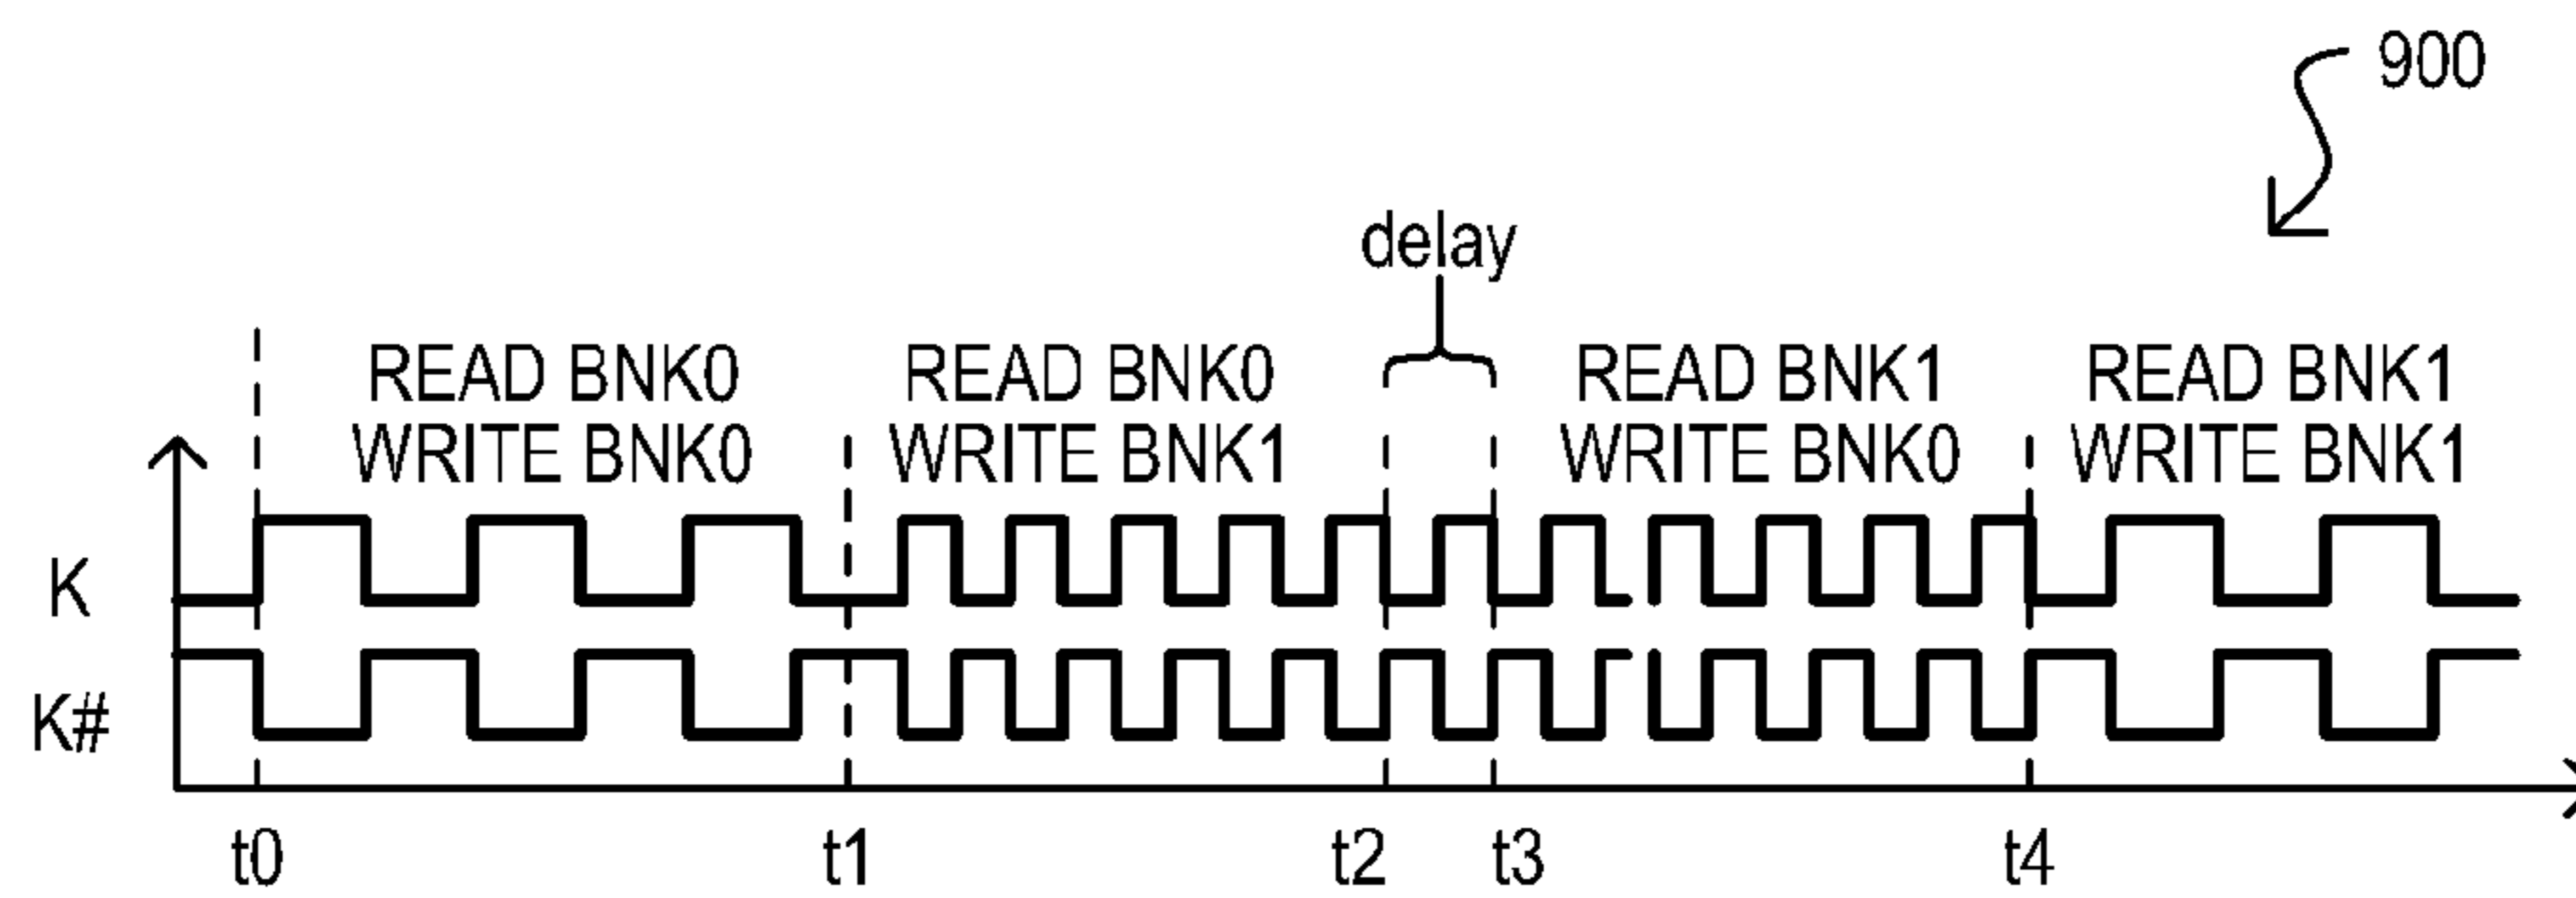 900
delay
READ BNK0
WRITE BNK0
READ BNK0
WRITE BNK1
READ BNK1
WRITE BNK0
READ BNK1
WRITE BNK1
K
K#
t0
t1
t2
t3
t4